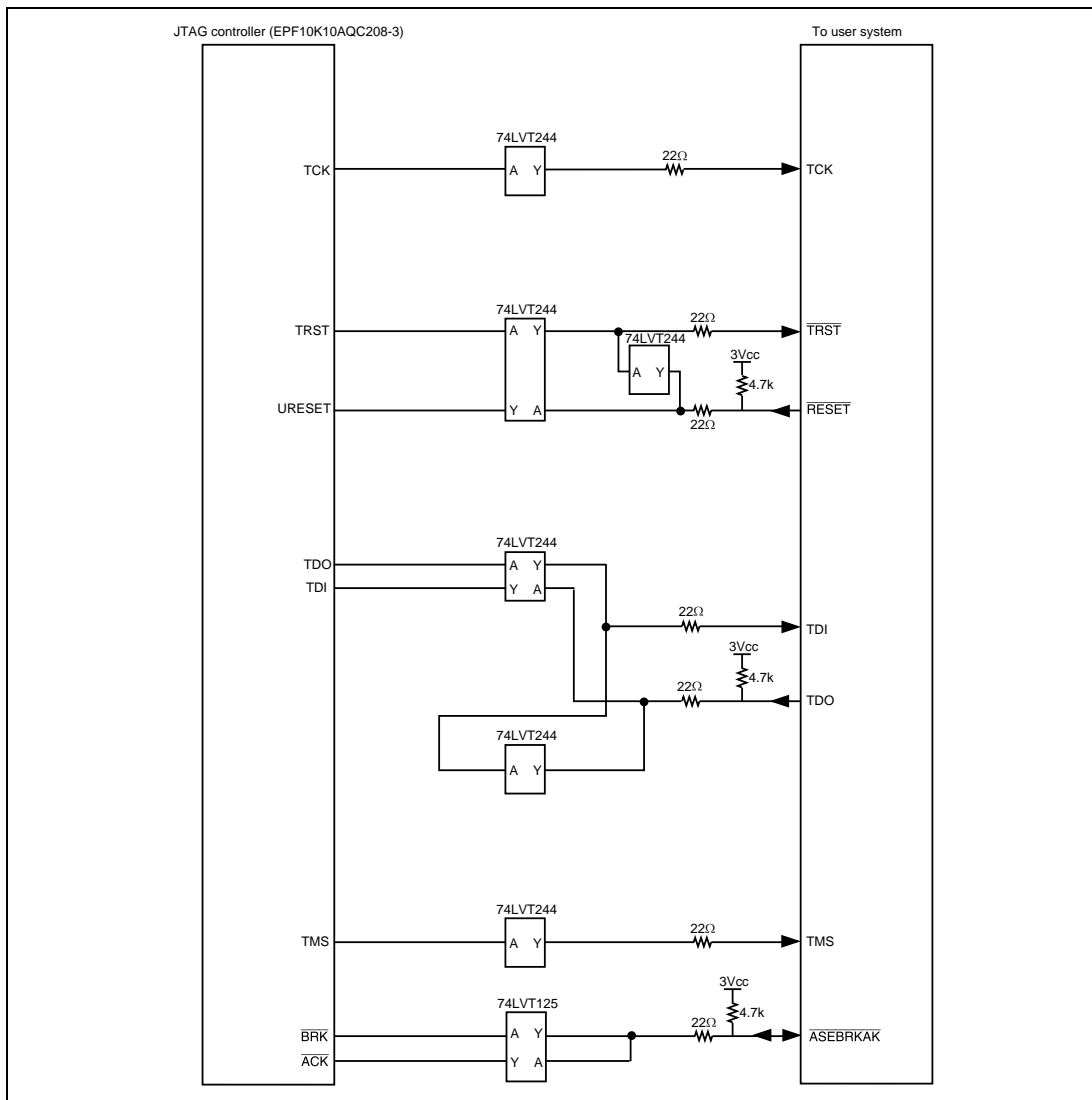 JTAG controller (EPF10K10AQC208-3)
To user system
74LVT244
TCK
A Y
22Ω
TCK
74LVT244
TRST
A Y
22Ω
TRST
74LVT244
A Y
3Vcc
4.7k
URESET
Y A
22Ω
RESET
74LVT244
TDO
A Y
TDI
Y A
22Ω
TDI
3Vcc
4.7k
22Ω
TDO
74LVT244
A Y
74LVT244
TMS
A Y
22Ω
TMS
74LVT125
3Vcc
4.7k
BRK
A Y
22Ω
ASEBRKAK
ACK
Y A